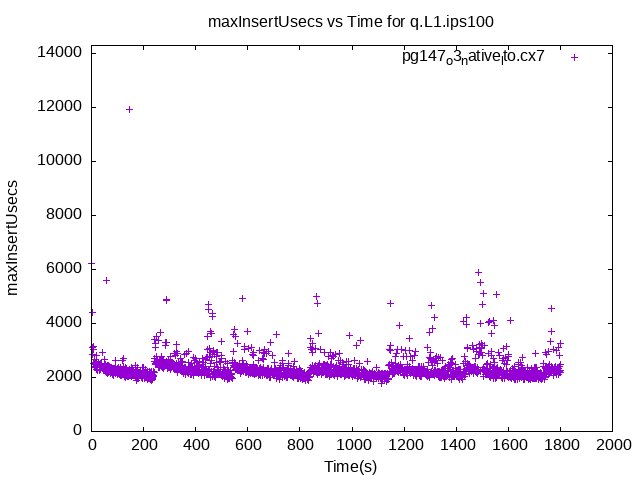 maxInsertUsecs vs Time for q.L1.ips100
pg147o3native lto.cx7
14000
12000
10000
8000
6000
4000
2000
0
maxInsertUsecs
0 200 400 600 800 1000 1200 1400 1600 1800 2000
Time(s)